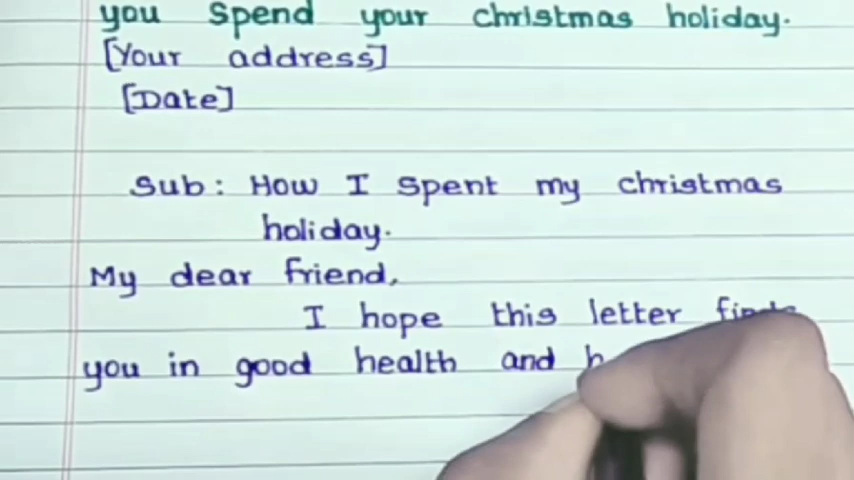 you spend your christmas holiday.
[Your address]
[Date]
Sub: How I spent my christmas
holiday.
My dear friend,
I hope this letter finds
you in good health and